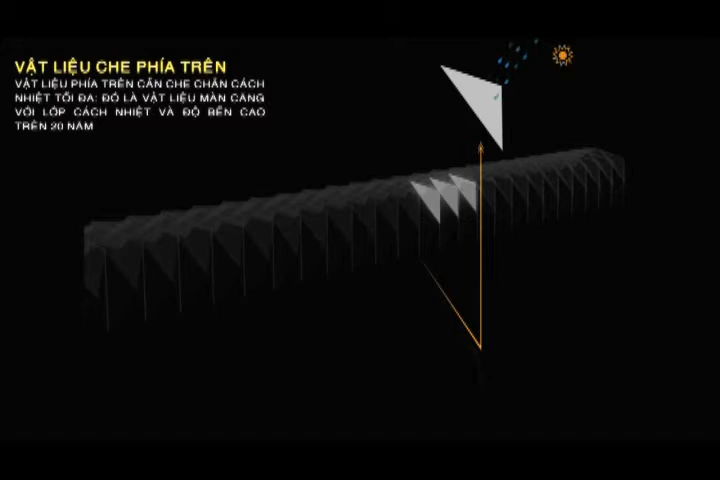 VẬT LIỆU CHE PHÍA TRÊN
VẬT LIỆU PHÍA TRÊN CẦN CHE CHẮN CÁCH
NHIỆT TỐI ĐA: ĐÓ LÀ VẬT LIỆU MÀN CĂNG
VỚI LỚP CÁCH NHIỆT VÀ ĐỘ BỀN CAO
TRÊN 20 NĂM